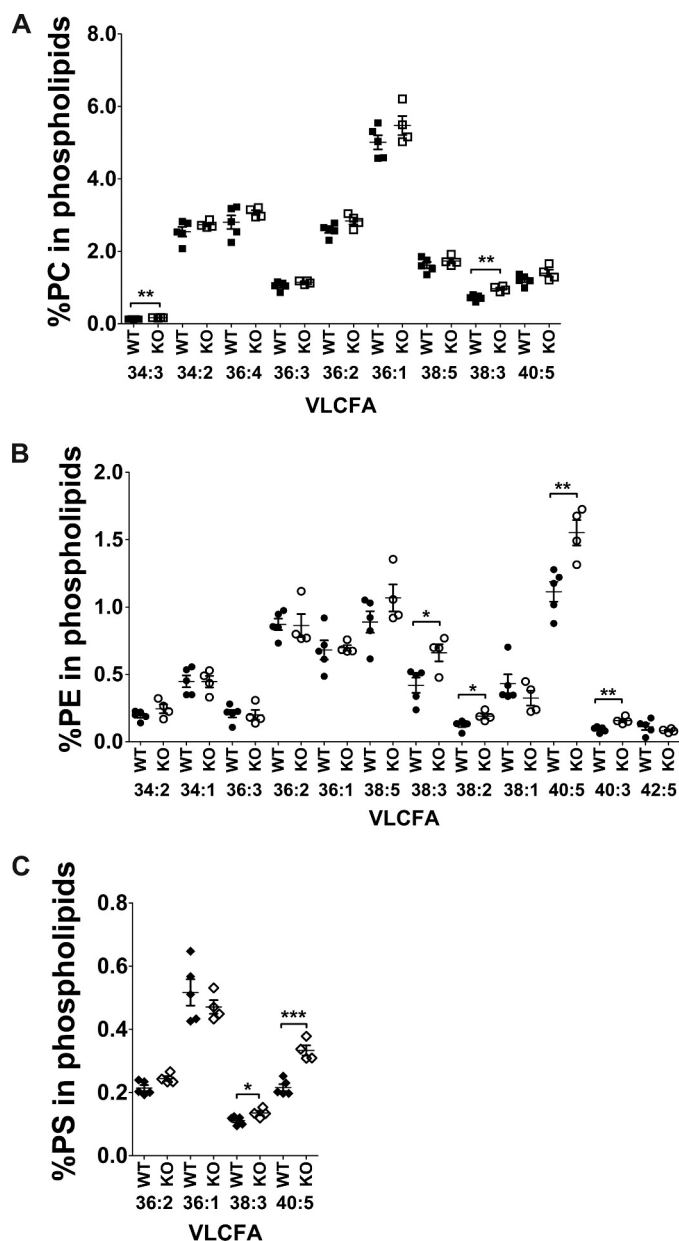 A
%PC in phospholipids
8.0
6.0
4.0
2.0
0.0
**
**
WT KO WT KO WT KO WT KO WT KO WT KO WT KO WT KO WT KO
34:3 34:2 36:4 36:3 36:2 36:1 38:5 38:3 40:5
VLCFA
B
%PE in phospholipids
2.0
1.5
1.0
0.5
0.0
*
*
**
**
WT KO WT KO WT KO WT KO WT KO WT KO WT KO WT KO WT KO WT KO WT KO WT KO
34:2 34:1 36:3 36:2 36:1 38:5 38:3 38:2 38:1 40:5 40:3 42:5
VLCFA
C
%PS in phospholipids
0.8
0.6
0.4
0.2
0.0
*
***
WT KO WT KO WT KO WT KO
36:2 36:1 38:3 40:5
VLCFA